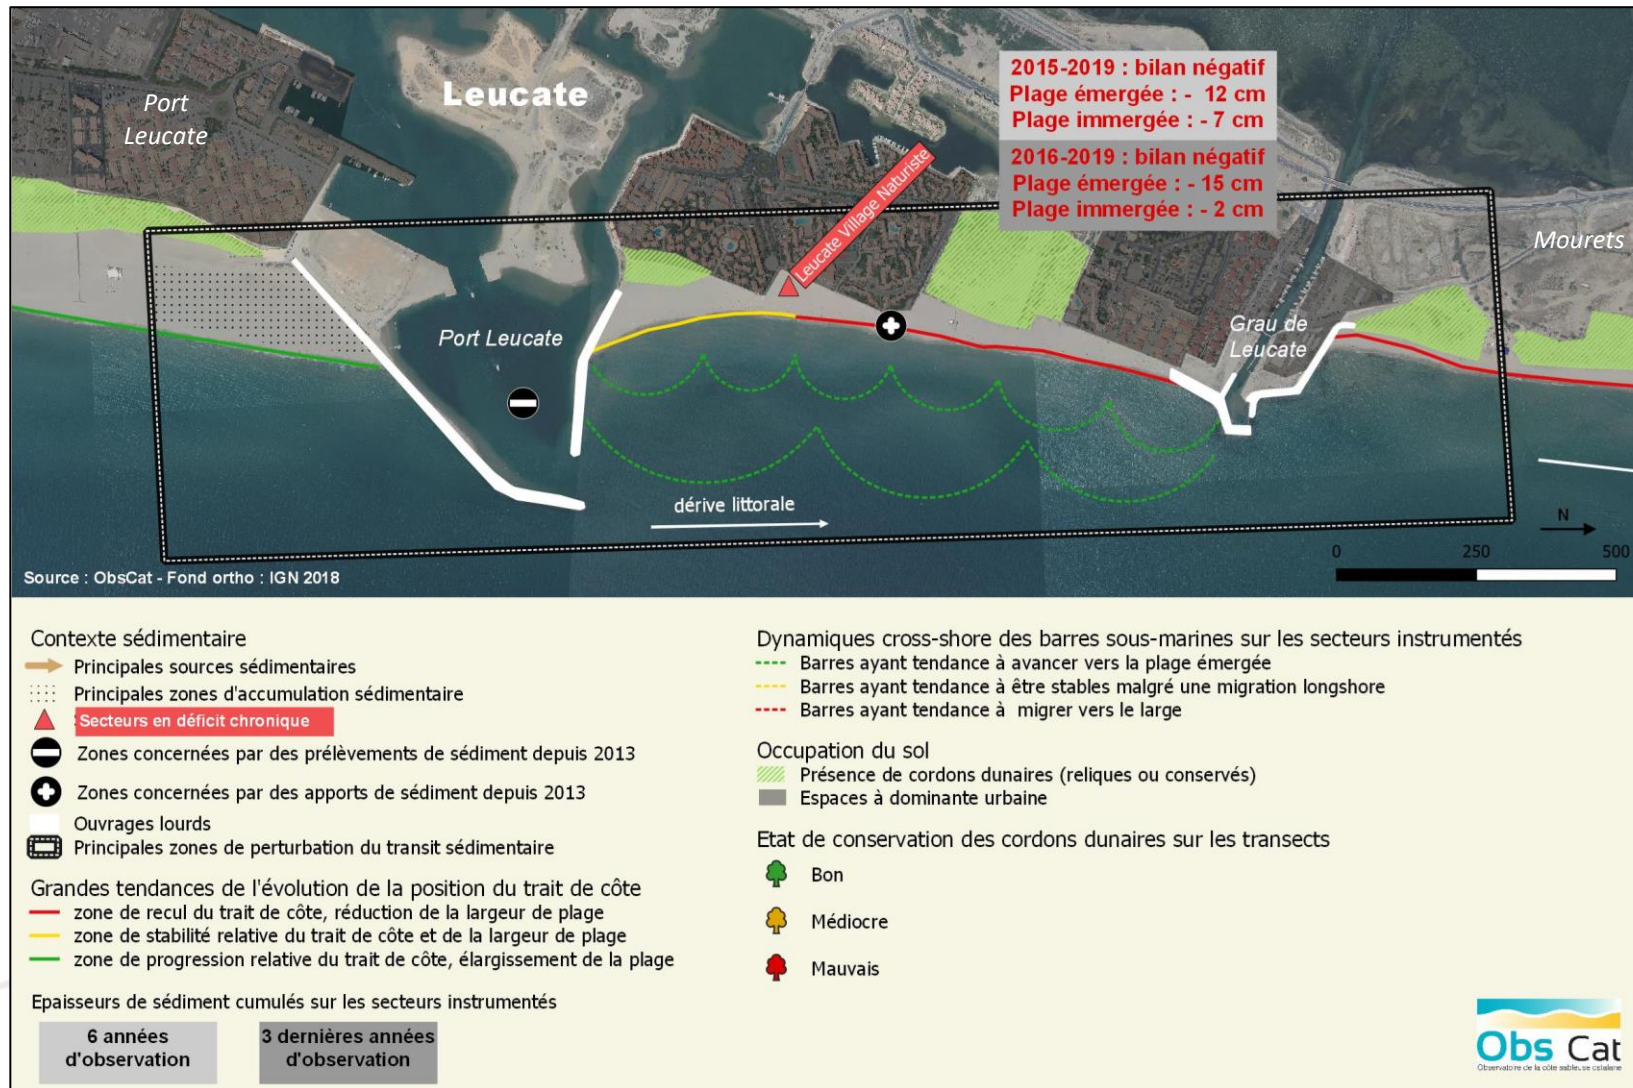 Port
Leucate
Leucate
2015-2019 : bilan négatif
Plage émergée : - 12 cm
Plage immergée : - 7 cm
2016-2019 : bilan négatif
Plage émergée : - 15 cm
Plage immergée : - 2 cm
Leucate Village Naturiste
Mourets
Port Leucate
Grau de
Leucate
dérive littorale
N
0 250 500
Source : ObsCat - Fond ortho : IGN 2018
Contexte sédimentaire
Principales sources sédimentaires
Principales zones d'accumulation sédimentaire
Secteurs en déficit chronique
Zones concernées par des prélèvements de sédiment depuis 2013
Zones concernées par des apports de sédiment depuis 2013
Ouvrages lourds
Principales zones de perturbation du transit sédimentaire
Grandes tendances de l'évolution de la position du trait de côte
zone de recul du trait de côte, réduction de la largeur de plage
zone de stabilité relative du trait de côte et de la largeur de plage
zone de progression relative du trait de côte, élargissement de la plage
Epaisseurs de sédiment cumulés sur les secteurs instrumentés
6 années
d'observation
3 dernières années
d'observation
Dynamiques cross-shore des barres sous-marines sur les secteurs instrumentés
Barres ayant tendance à avancer vers la plage émergée
Barres ayant tendance à être stables malgré une migration longshore
Barres ayant tendance à migrer vers le large
Occupation du sol
Présence de cordons dunaires (reliques ou conservés)
Espaces à dominante urbaine
Etat de conservation des cordons dunaires sur les transects
Bon
Médiocre
Mauvais
Obs Cat
Observatoire de la côte sableuse catalane